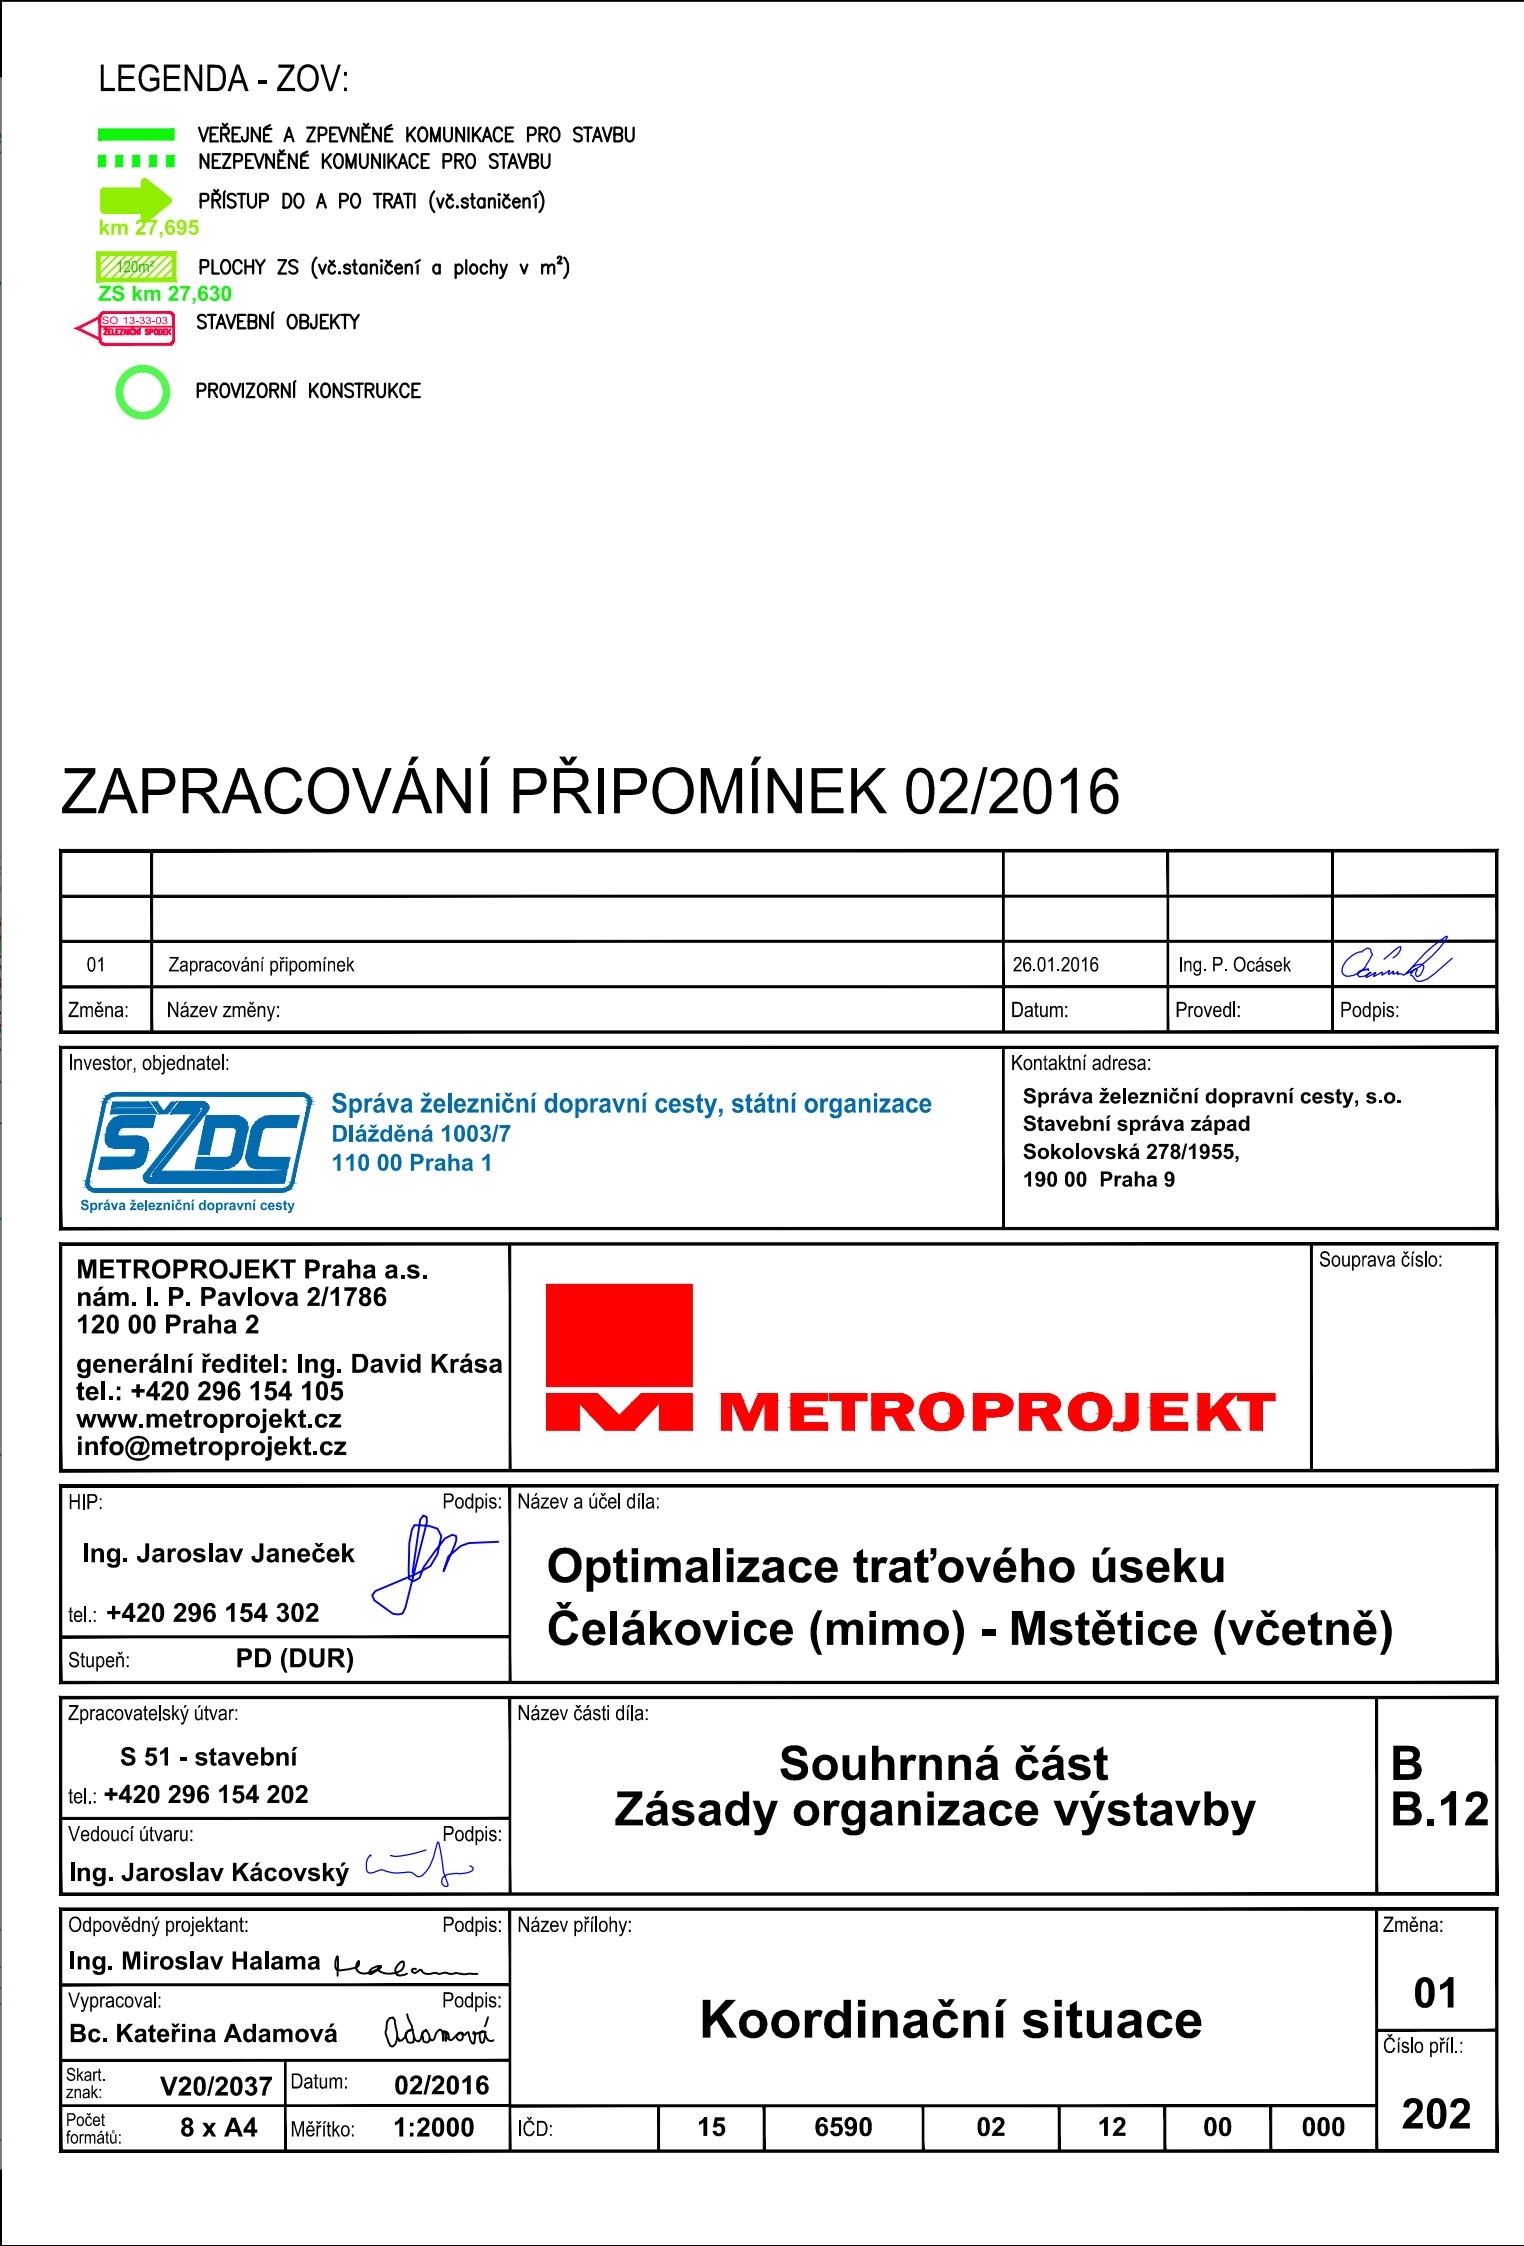 LEGENDA - ZOV:
VEŘEJNÉ A ZPEVNĚNÉ KOMUNIKACE PRO STAVBU
NEZPEVNĚNÉ KOMUNIKACE PRO STAVBU
PŘÍSTUP DO A PO TRATI (vč.staničení)
km 27,695
120m²
PLOCHY ZS (vč.staničení a plochy v m²)
ZS km 27,630
SO 13-33-03
ŽELEZNIČNÍ SPODEK
STAVEBNÍ OBJEKTY
PROVIZORNÍ KONSTRUKCE
ZAPRACOVÁNÍ PŘIPOMÍNEK 02/2016
01 Zapracování připomínek 26.01.2016 Ing. P. Ocásek
Změna: Název změny: Datum: Provedl: Podpis:
Investor, objednatel:
SŽDC
Správa železniční dopravní cesty
Správa železniční dopravní cesty, státní organizace
Dlážděná 1003/7
110 00 Praha 1
Kontaktní adresa:
Správa železniční dopravní cesty, s.o.
Stavební správa západ
Sokolovská 278/1955,
190 00 Praha 9
METROPROJEKT Praha a.s.
nám. I. P. Pavlova 2/1786
120 00 Praha 2
generální ředitel: Ing. David Krása
tel.: +420 296 154 105
www.metroprojekt.cz
info@metroprojekt.cz
METROPROJEKT
Souprava číslo:
HIP: Podpis:
Ing. Jaroslav Janeček
tel.: +420 296 154 302
Stupeň: PD (DUR)
Název a účel díla:
Optimalizace traťového úseku
Čelákovice (mimo) - Mstětice (včetně)
Zpracovatelský útvar:
S 51 - stavební
tel.: +420 296 154 202
Vedoucí útvaru: Podpis:
Ing. Jaroslav Kácovský
Název části díla:
Souhrnná část
Zásady organizace výstavby
B
B.12
Odpovědný projektant: Podpis:
Ing. Miroslav Halama
Vypracoval: Podpis:
Bc. Kateřina Adamová Adamová
Skart. znak: V20/2037 Datum: 02/2016
Počet formátů: 8 x A4 Měřítko: 1:2000
Název přílohy:
Koordinační situace
IČD: 15 6590 02 12 00 000
Změna:
01
Číslo příl.:
202